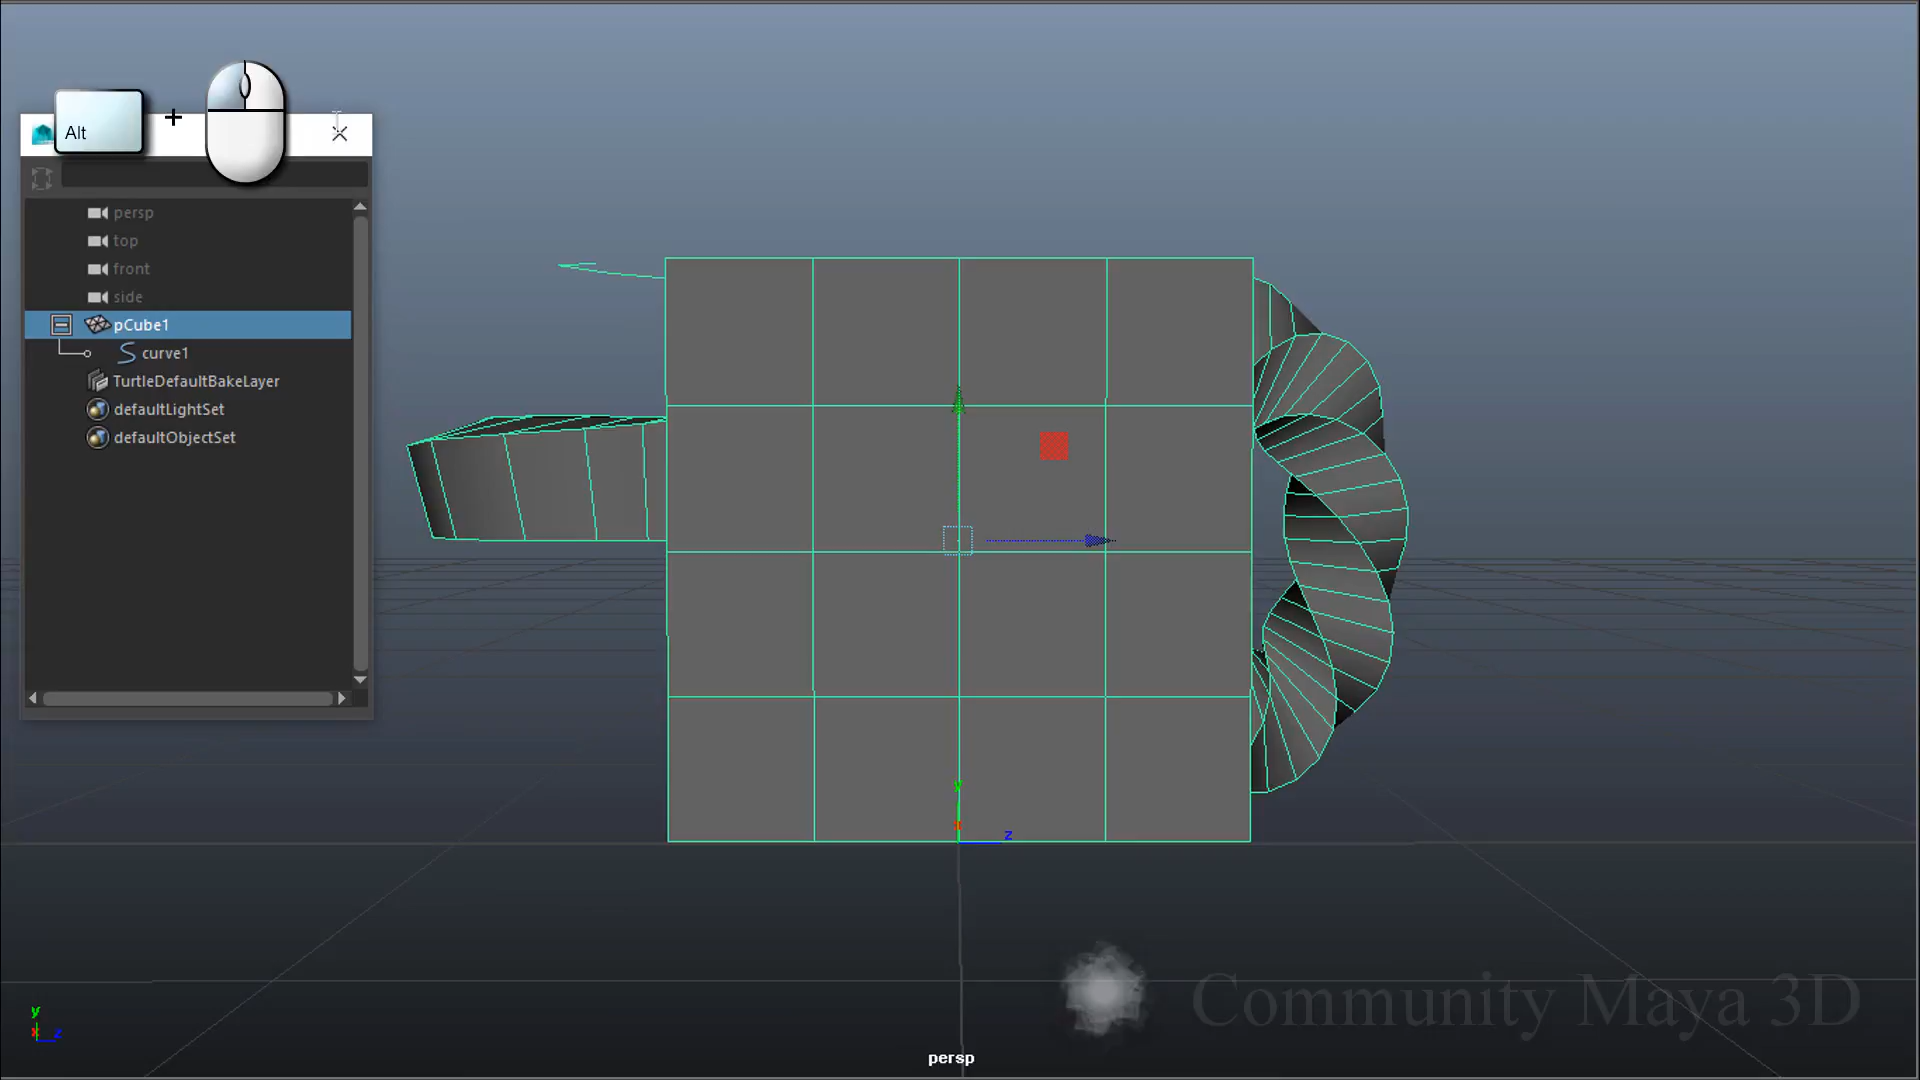 Alt
+
persp
top
front
side
pCube1
curve1
TurtleDefaultBakeLayer
defaultLightSet
defaultObjectSet
y
x
z
y
x
z
Community Maya 3D
persp